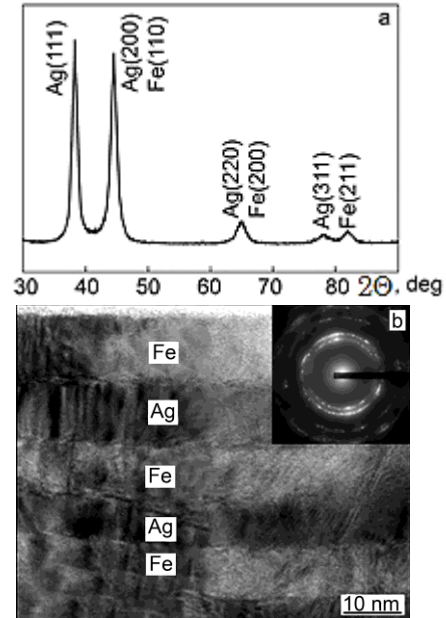 a
Ag(111)
Ag(200)
Fe(110)
Ag(220)
Fe(200)
Ag(311)
Fe(211)
30 40 50 60 70 80 2Θ, deg
b
Fe
Ag
Fe
Ag
Fe
10 nm